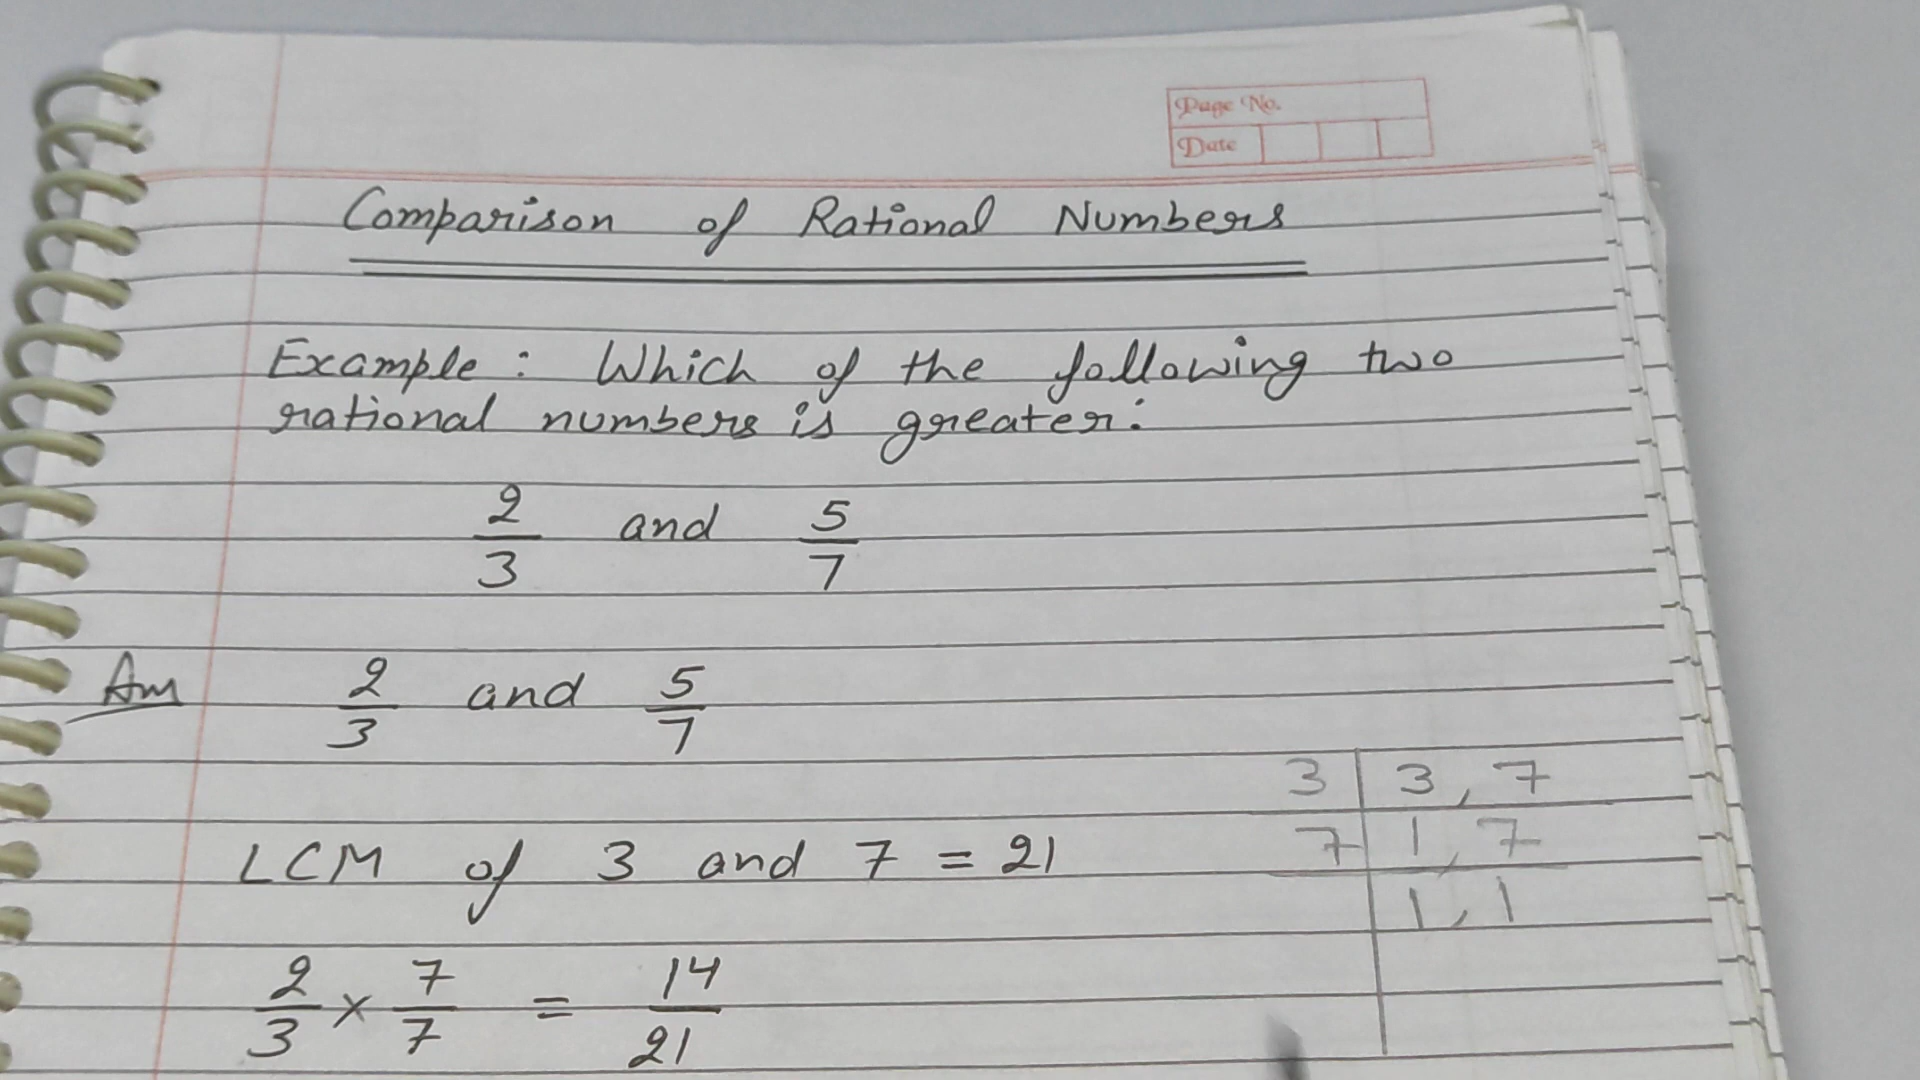 Page No.
Date
Comparison of Rational Numbers
Example : Which of the following two
rational numbers is greater:
2/3 and 5/7
Ans 2/3 and 5/7
3 | 3, 7
LCM of 3 and 7 = 21
7 | 1, 7
1, 1
2/3 × 7/7 = 14/21